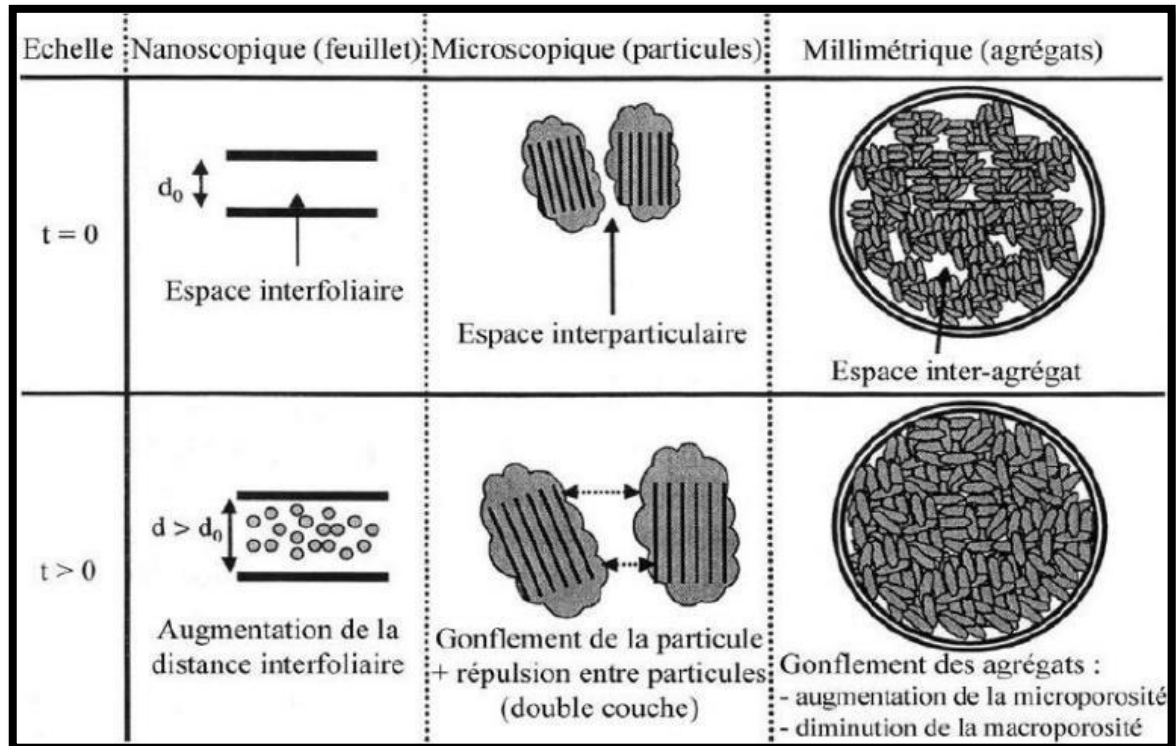 Echelle
Nanoscopique (feuillet)
Microscopique (particules)
Millimétrique (agrégats)
t = 0
d₀
Espace interfoliaire
Espace interparticulaire
Espace inter-agrégat
t > 0
d > d₀
Augmentation de la
distance interfoliaire
Gonflement de la particule
+ répulsion entre particules
(double couche)
Gonflement des agrégats :
- augmentation de la microporosité
- diminution de la macroporosité